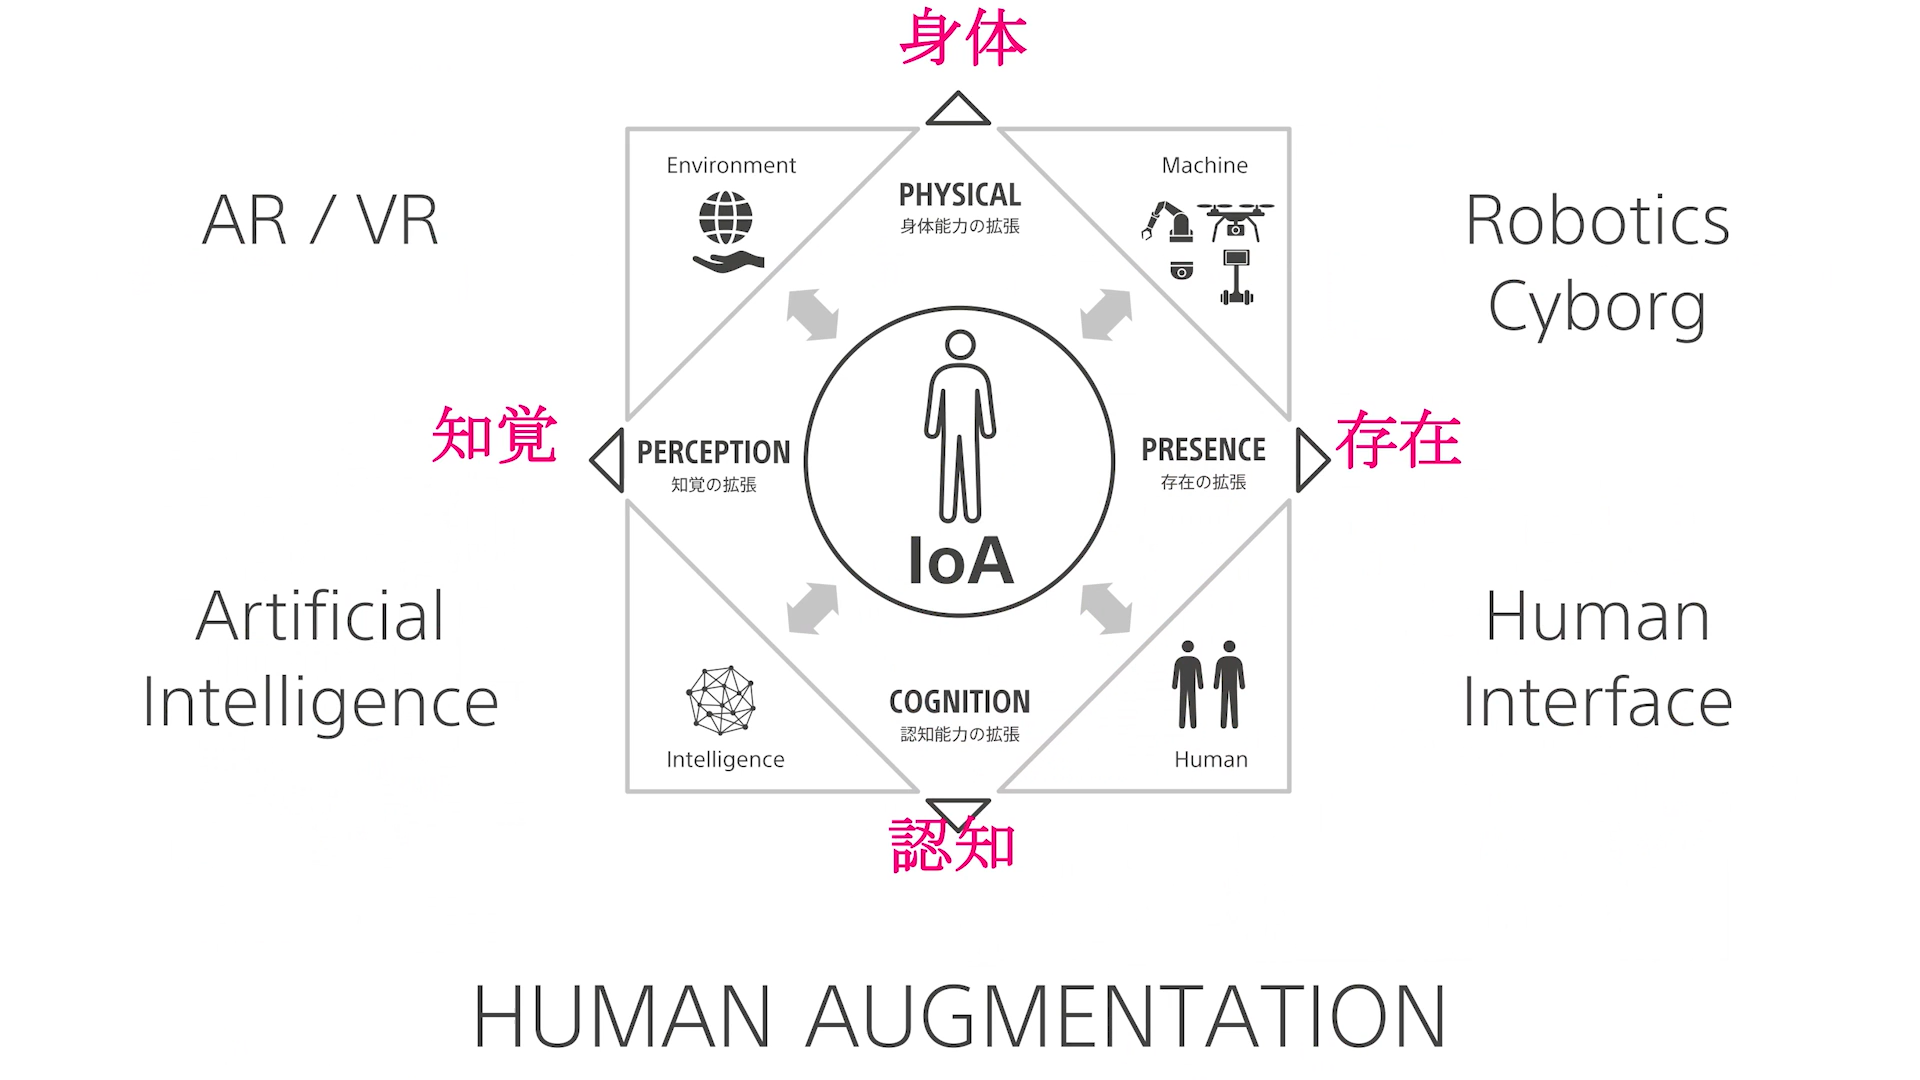 身体
Environment
Machine
PHYSICAL
身体能力の拡張
AR / VR
Robotics
Cyborg
知覚
PERCEPTION
知覚の拡張
PRESENCE
存在の拡張
存在
IoA
Artificial
Intelligence
Human
Interface
COGNITION
認知能力の拡張
Intelligence
Human
認知
HUMAN AUGMENTATION